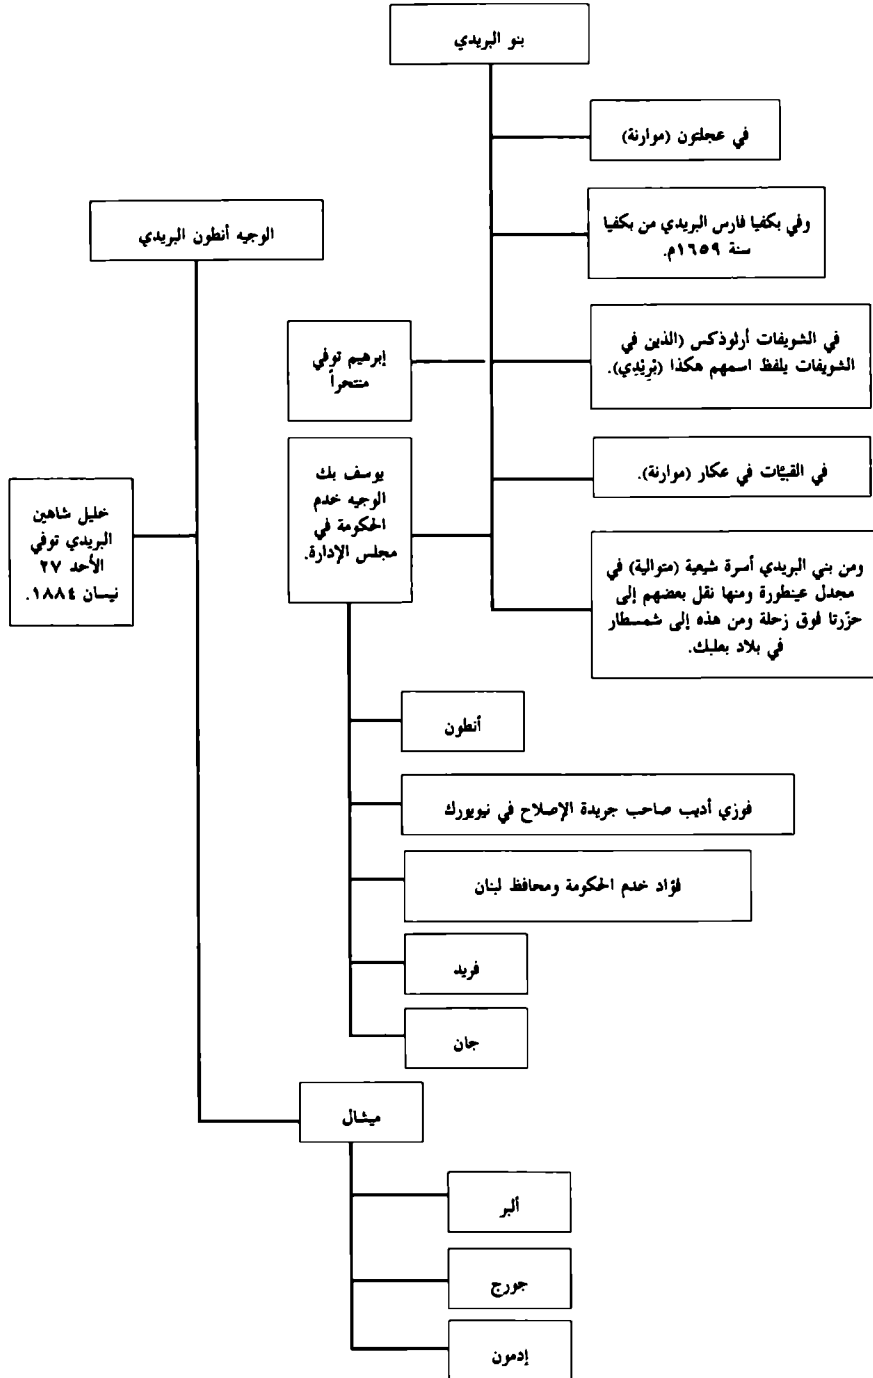 بنو البريدي
في عجلتون (موارنة)
وفي بكفيا فارس البريدي من بكفيا
سنة ١٦٥٩م.
الوجيه أنطون البريدي
في الشويفات أرثوذكس (الذين في
الشويفات يلفظ اسمهم هكذا (بْرِيْدِي).
إبرهيم توفي
منتحراً
في القبيّات في عكار (موارنة).
يوسف بك
الوجيه خدم
الحكومة في
مجلس الإدارة.
خليل شاهين
البريدي توفي
الأحد ٢٧
نيسان ١٨٨٤.
ومن بني البريدي أسرة شيعية (متوالية) في
مجدل عينطورة ومنها نقل بعضهم إلى
حزّرتا فوق زحلة ومن هذه إلى شمسطار
في بلاد بعلبك.
أنطون
فوزي أديب صاحب جريدة الإصلاح في نيويورك
فؤاد خدم الحكومة ومحافظ لبنان
فريد
جان
ميشال
ألبر
جورج
إدمون